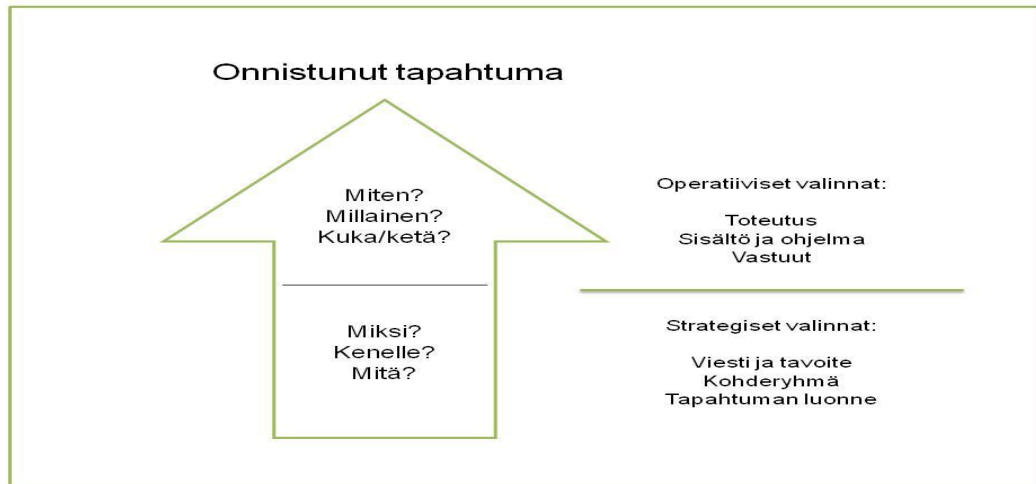 Onnistunut tapahtuma
Miten?
Millainen?
Kuka/ketä?
Miksi?
Kenelle?
Mitä?
Operatiiviset valinnat:
Toteutus
Sisältö ja ohjelma
Vastuut
Strategiset valinnat:
Viesti ja tavoite
Kohderyhmä
Tapahtuman luonne